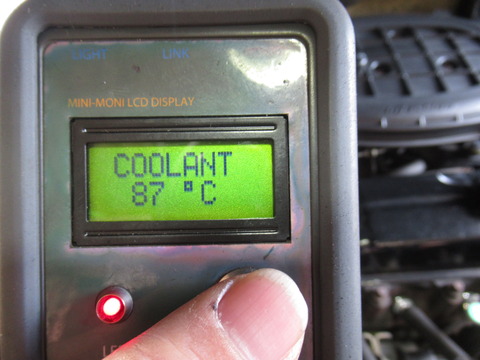 LIGHT LINK
MINI-MONI LCD DISPLAY
COOLANT
87 °C